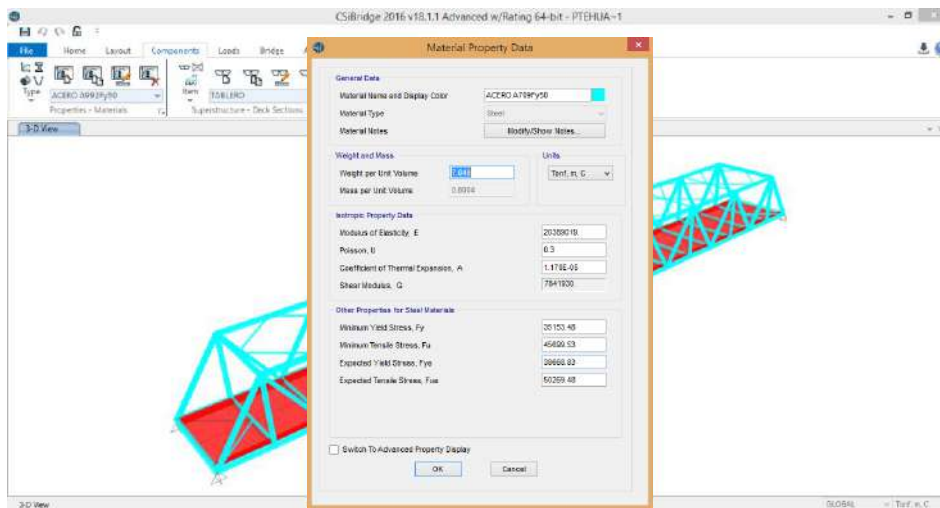 CSiBridge 2016 v18.1.1 Advanced w/Rating 64-bit - PTEHUA~1
File Home Layout Components Loads Bridge
Type
ACERO A992Fy50
Item
TABLERO
Properties - Materials
Superstructure - Deck Sections
3-D View
Material Property Data
General Data
Material Name and Display Color ACERO A709Fy50
Material Type Steel
Material Notes Modify/Show Notes...
Weight and Mass
Units
Weight per Unit Volume
Tonf, m, C
Mass per Unit Volume
Isotropic Property Data
Modulus of Elasticity, E 20389019.
Poisson, U 0.3
Coefficient of Thermal Expansion, A 1.170E-05
Shear Modulus, G 7841930.
Other Properties for Steel Materials
Minimum Yield Stress, Fy 35153.48
Minimum Tensile Stress, Fu 45699.53
Expected Yield Stress, Fye 38668.83
Expected Tensile Stress, Fue 50269.48
Switch To Advanced Property Display
OK Cancel
3-D View
GLOBAL
Tonf, m, C